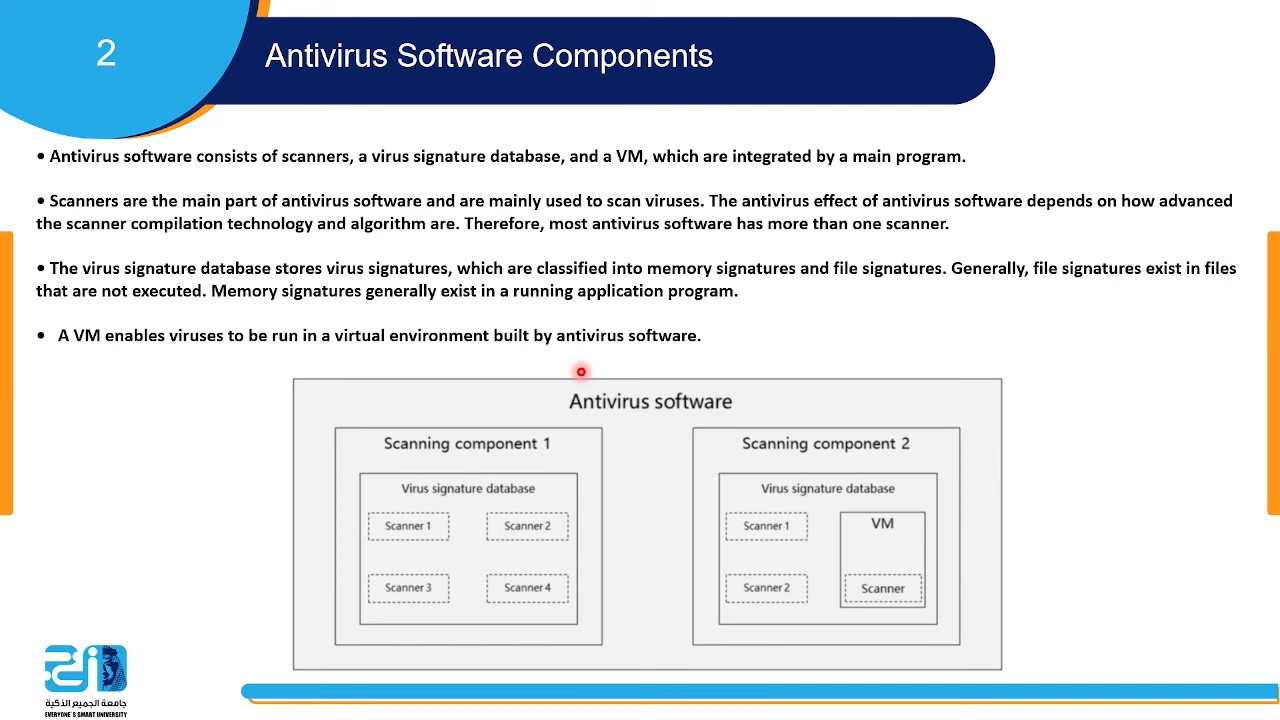 2
Antivirus Software Components
• Antivirus software consists of scanners, a virus signature database, and a VM, which are integrated by a main program.
• Scanners are the main part of antivirus software and are mainly used to scan viruses. The antivirus effect of antivirus software depends on how advanced
the scanner compilation technology and algorithm are. Therefore, most antivirus software has more than one scanner.
• The virus signature database stores virus signatures, which are classified into memory signatures and file signatures. Generally, file signatures exist in files
that are not executed. Memory signatures generally exist in a running application program.
• A VM enables viruses to be run in a virtual environment built by antivirus software.
Antivirus software
Scanning component 1
Virus signature database
Scanner 1
Scanner 2
Scanner 3
Scanner 4
Scanning component 2
Virus signature database
Scanner 1
VM
Scanner 2
Scanner
جامعة الجميع الذكية
EVERYONE'S SMART UNIVERSITY